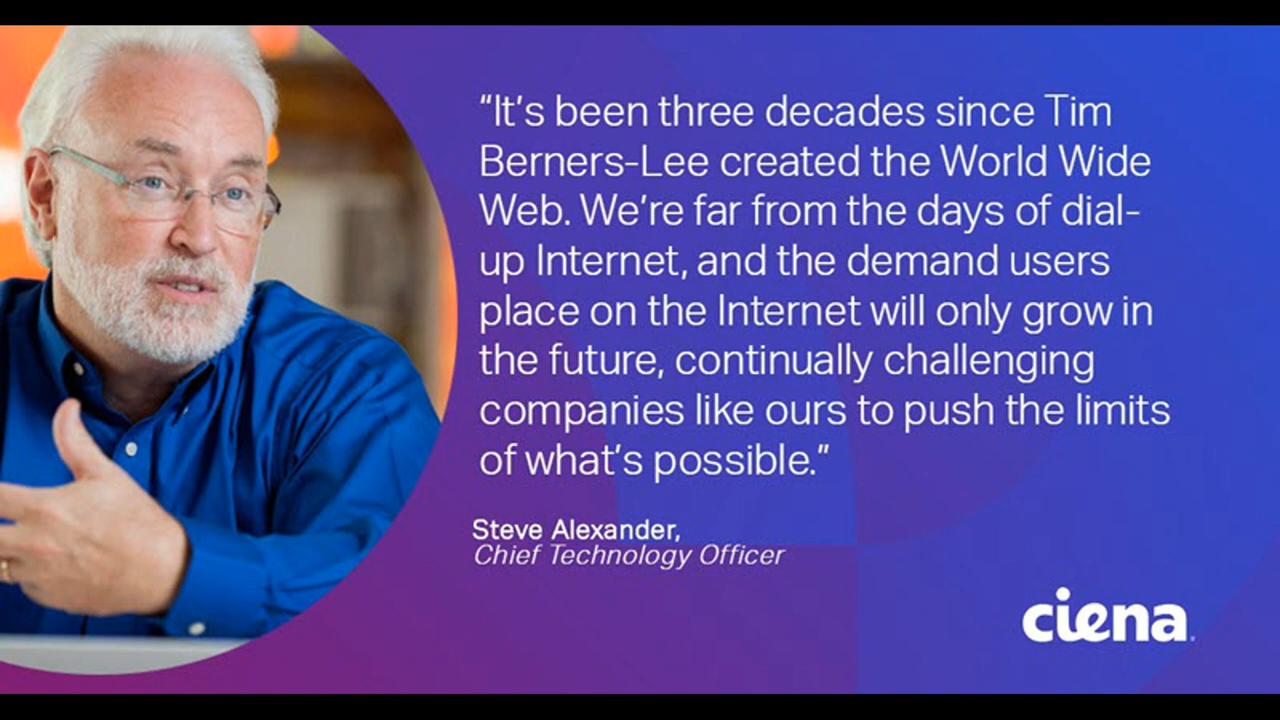 “It’s been three decades since Tim
Berners-Lee created the World Wide
Web. We’re far from the days of dial-
up Internet, and the demand users
place on the Internet will only grow in
the future, continually challenging
companies like ours to push the limits
of what’s possible.”
Steve Alexander,
Chief Technology Officer
ciena